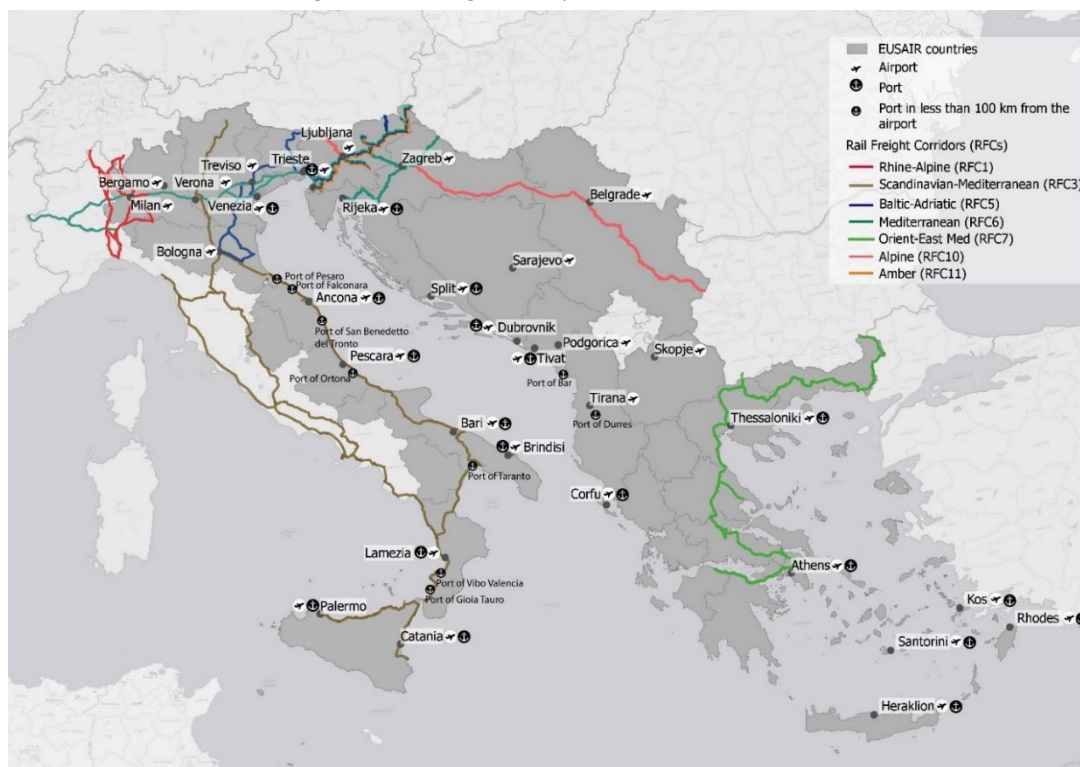 EUSAIR countries
Airport
Port
Port in less than 100 km from the
airport
Rail Freight Corridors (RFCs)
Rhine-Alpine (RFC1)
Scandinavian-Mediterranean (RFC3)
Baltic-Adriatic (RFC5)
Mediterranean (RFC6)
Orient-East Med (RFC7)
Alpine (RFC10)
Amber (RFC11)
Ljubljana
Treviso
Trieste
Zagreb
Bergamo
Verona
Milan
Venezia
Rijeka
Belgrade
Bologna
Sarajevo
Port of Pesaro
Port of Falconara
Ancona
Split
Port of San Benedetto
del Tronto
Dubrovnik
Podgorica
Skopje
Pescara
Tivat
Port of Ortona
Port of Bar
Tirana
Port of Durres
Thessaloniki
Bari
Brindisi
Port of Taranto
Corfu
Lamezia
Port of Vibo Valencia
Port of Gioia Tauro
Athens
Palermo
Kos
Rhodes
Catania
Santorini
Heraklion